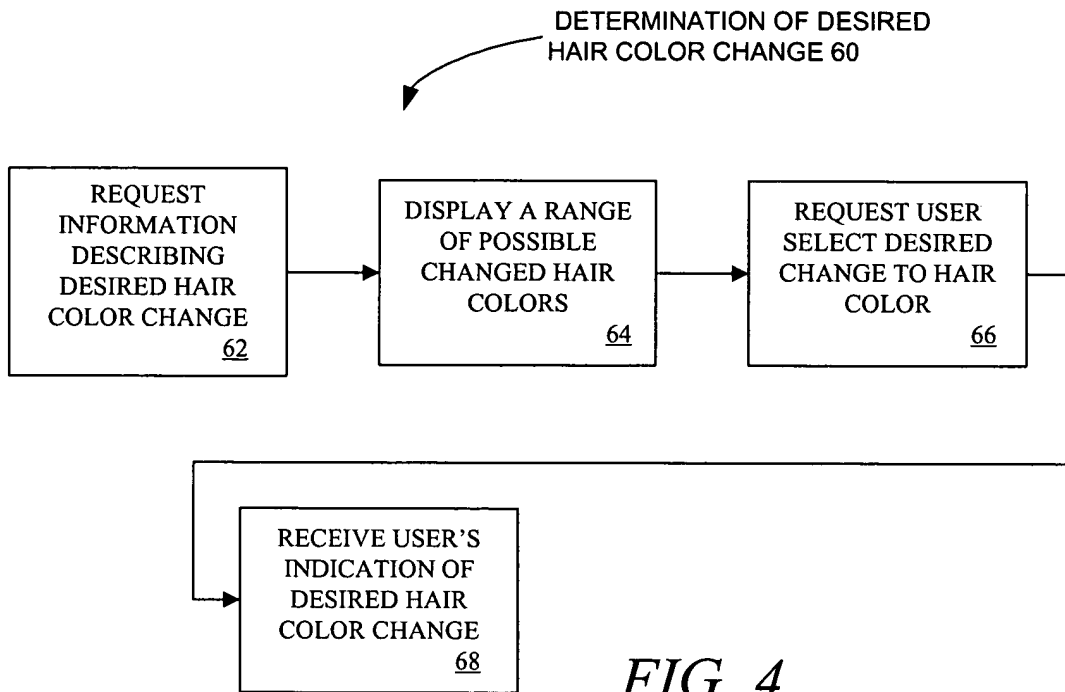 DETERMINATION OF DESIRED
HAIR COLOR CHANGE 60
REQUEST
INFORMATION
DESCRIBING
DESIRED HAIR
COLOR CHANGE
62
DISPLAY A RANGE
OF POSSIBLE
CHANGED HAIR
COLORS
64
REQUEST USER
SELECT DESIRED
CHANGE TO HAIR
COLOR
66
RECEIVE USER'S
INDICATION OF
DESIRED HAIR
COLOR CHANGE
68
FIG. 4